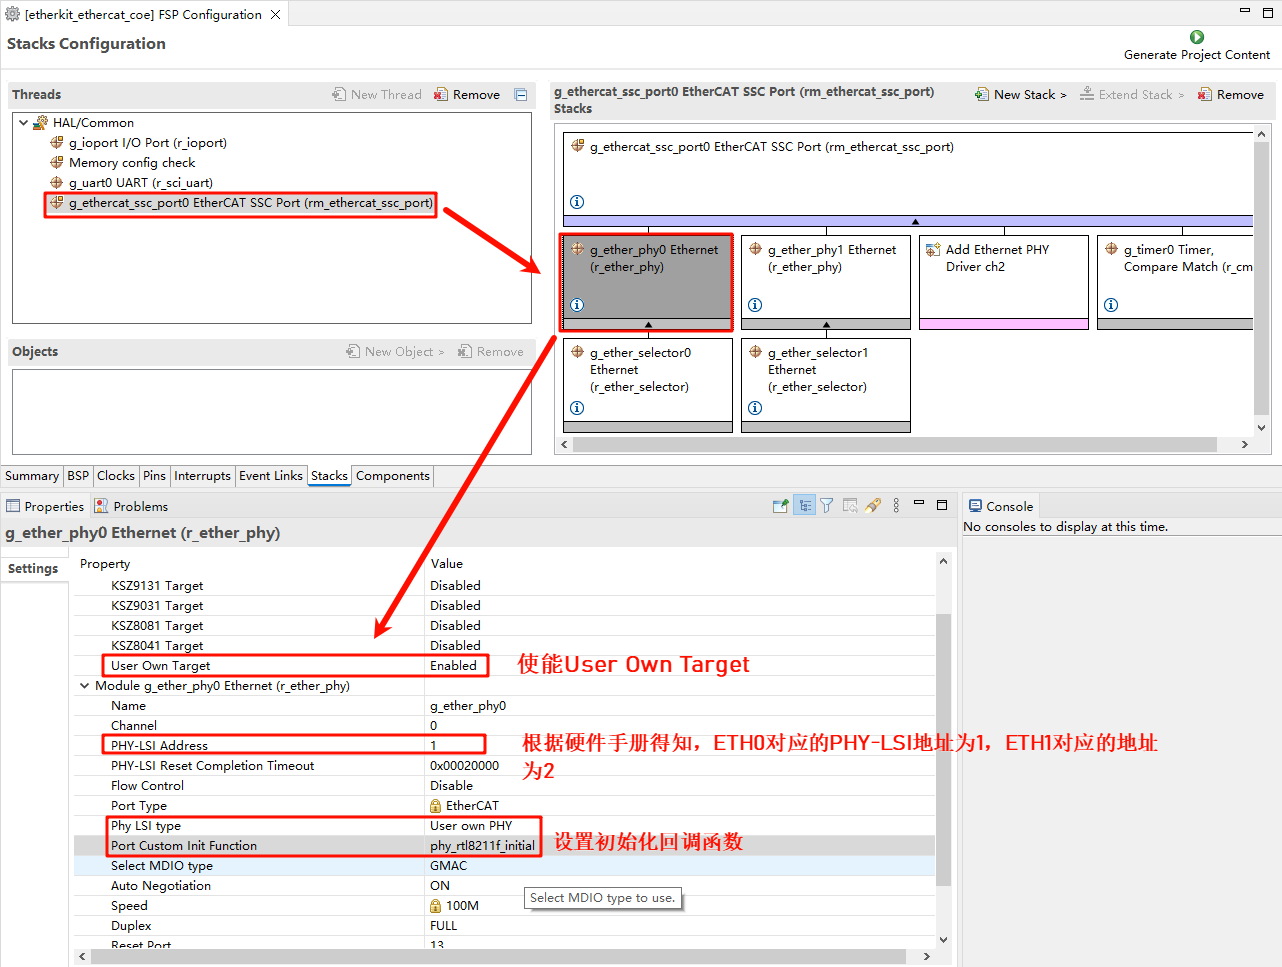 [etherkit_ethercat_coe] FSP Configuration
Stacks Configuration
Generate Project Content
Threads
New Thread
Remove
HAL/Common
g_ioport I/O Port (r_ioport)
Memory config check
g_uart0 UART (r_sci_uart)
g_ethercat_ssc_port0 EtherCAT SSC Port (rm_ethercat_ssc_port)
Objects
New Object >
Remove
g_ethercat_ssc_port0 EtherCAT SSC Port (rm_ethercat_ssc_port)
Stacks
New Stack >
Extend Stack >
Remove
g_ethercat_ssc_port0 EtherCAT SSC Port (rm_ethercat_ssc_port)
g_ether_phy0 Ethernet
(r_ether_phy)
g_ether_phy1 Ethernet
(r_ether_phy)
Add Ethernet PHY
Driver ch2
g_timer0 Timer,
Compare Match (r_cm
g_ether_selector0
Ethernet
(r_ether_selector)
g_ether_selector1
Ethernet
(r_ether_selector)
Summary BSP Clocks Pins Interrupts Event Links Stacks Components
Properties Problems
g_ether_phy0 Ethernet (r_ether_phy)
Settings
Property Value
KSZ9131 Target Disabled
KSZ9031 Target Disabled
KSZ8081 Target Disabled
KSZ8041 Target Disabled
User Own Target Enabled
使能User Own Target
Module g_ether_phy0 Ethernet (r_ether_phy)
Name g_ether_phy0
Channel 0
PHY-LSI Address 1
根据硬件手册得知，ETH0对应的PHY-LSI地址为1，ETH1对应的地址
为2
PHY-LSI Reset Completion Timeout 0x00020000
Flow Control Disable
Port Type EtherCAT
Phy LSI type User own PHY
Port Custom Init Function phy_rtl8211f_initial
设置初始化回调函数
Select MDIO type GMAC
Auto Negotiation ON
Select MDIO type to use.
Speed 100M
Duplex FULL
Reset Port 13
Console
No consoles to display at this time.